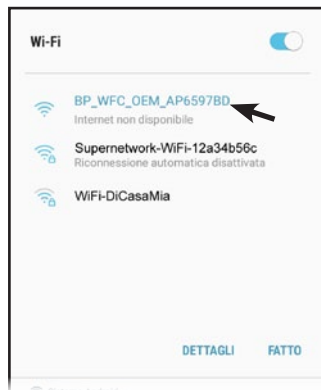 Wi-Fi
BP_WFC_OEM_AP6597BD
Internet non disponibile
Supernetwork-WiFi-12a34b56c
Riconnessione automatica disattivata
WiFi-DiCasaMia
DETTAGLI FATTO